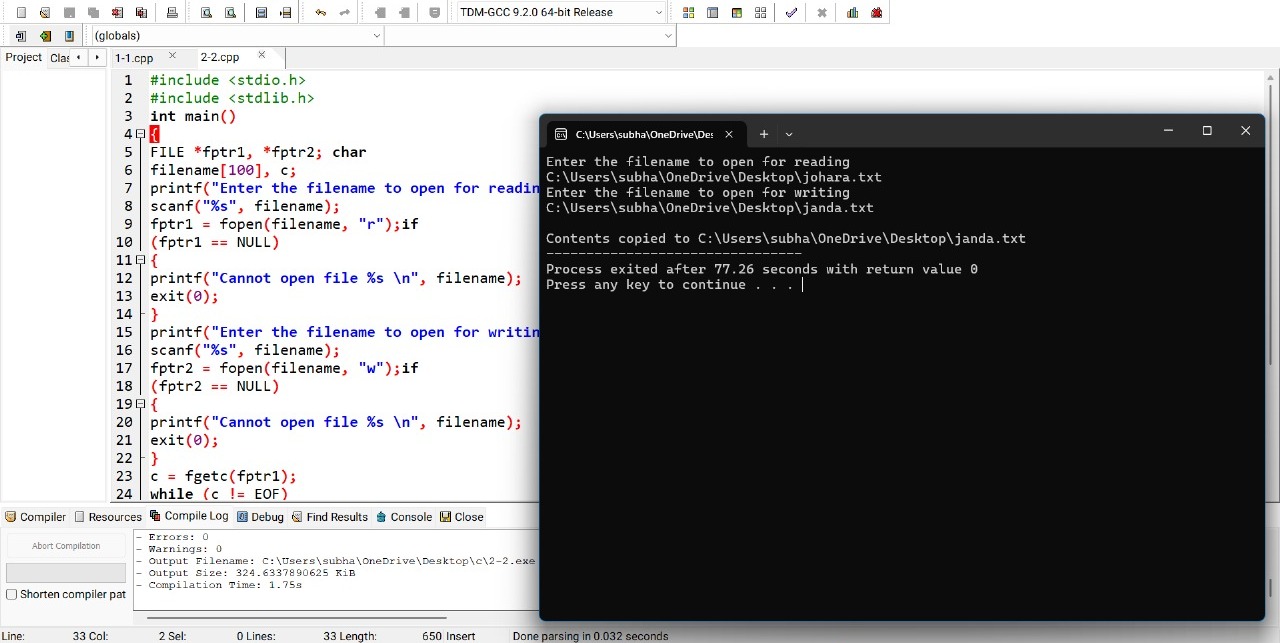 TDM-GCC 9.2.0 64-bit Release
(globals)
Project Clas 1-1.cpp 2-2.cpp
1 #include <stdio.h>
2 #include <stdlib.h>
3 int main()
4 {
5 FILE *fptr1, *fptr2; char
6 filename[100], c;
7 printf("Enter the filename to open for readin
8 scanf("%s", filename);
9 fptr1 = fopen(filename, "r");if
10 (fptr1 == NULL)
11 {
12 printf("Cannot open file %s \n", filename);
13 exit(0);
14 }
15 printf("Enter the filename to open for writin
16 scanf("%s", filename);
17 fptr2 = fopen(filename, "w");if
18 (fptr2 == NULL)
19 {
20 printf("Cannot open file %s \n", filename);
21 exit(0);
22 }
23 c = fgetc(fptr1);
24 while (c != EOF)
C:\Users\subha\OneDrive\Des
Enter the filename to open for reading
C:\Users\subha\OneDrive\Desktop\johara.txt
Enter the filename to open for writing
C:\Users\subha\OneDrive\Desktop\janda.txt
Contents copied to C:\Users\subha\OneDrive\Desktop\janda.txt
--------------------------------
Process exited after 77.26 seconds with return value 0
Press any key to continue . . .
Compiler Resources Compile Log Debug Find Results Console Close
Abort Compilation
Shorten compiler pat
- Errors: 0
- Warnings: 0
- Output Filename: C:\Users\subha\OneDrive\Desktop\c\2-2.exe
- Output Size: 324.6337890625 KiB
- Compilation Time: 1.75s
Line: 33 Col: 2 Sel: 0 Lines: 33 Length: 650 Insert Done parsing in 0.032 seconds